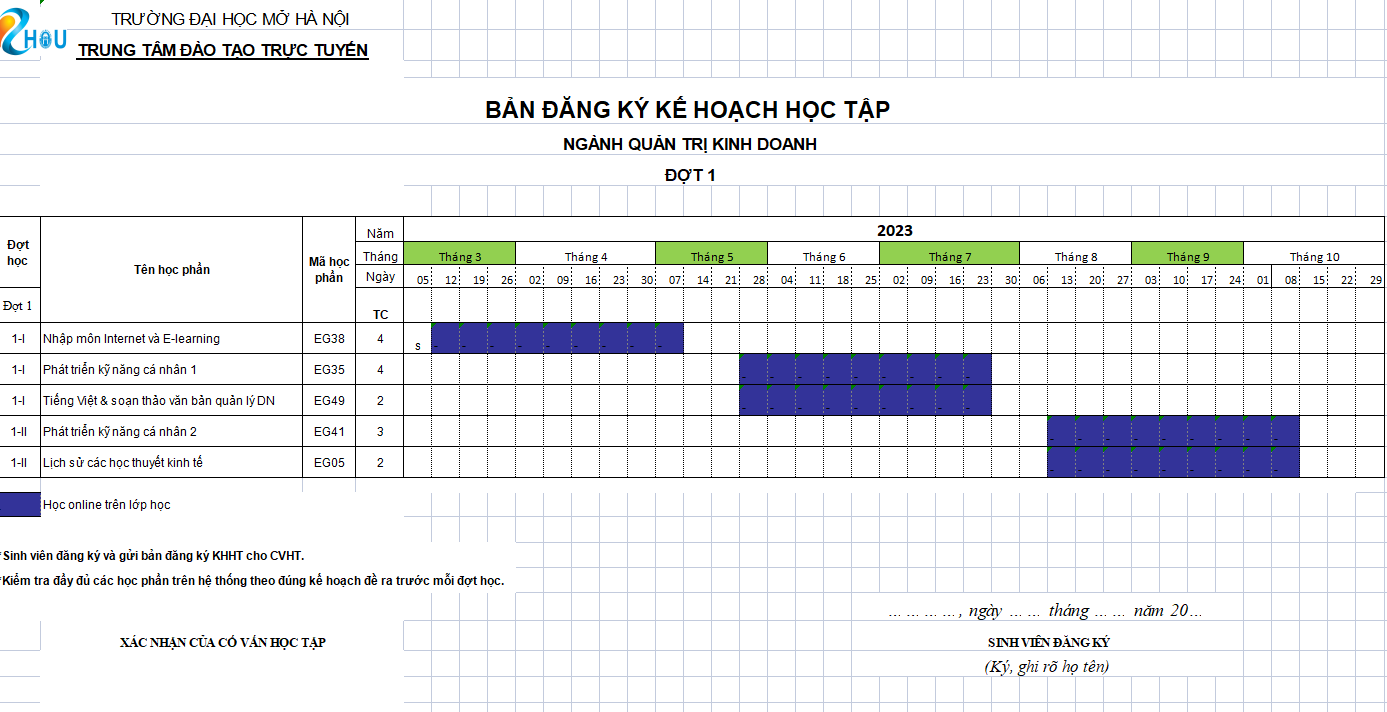 TRƯỜNG ĐẠI HỌC MỞ HÀ NỘI
HOU
TRUNG TÂM ĐÀO TẠO TRỰC TUYẾN
BẢN ĐĂNG KÝ KẾ HOẠCH HỌC TẬP
NGÀNH QUẢN TRỊ KINH DOANH
ĐỢT 1
Đợt học Tên học phần Mã học phần Năm 2023
Tháng Tháng 3 Tháng 4 Tháng 5 Tháng 6 Tháng 7 Tháng 8 Tháng 9 Tháng 10
Ngày 05 12 19 26 02 09 16 23 30 07 14 21 28 04 11 18 25 02 09 16 23 30 06 13 20 27 03 10 17 24 01 08 15 22 29
Đợt 1 TC
1-I Nhập môn Internet và E-learning EG38 4 s - - - - - - - - -
1-I Phát triển kỹ năng cá nhân 1 EG35 4 - - - - - - - - -
1-I Tiếng Việt & soạn thảo văn bản quản lý DN EG49 2 - - - - - - - - -
1-II Phát triển kỹ năng cá nhân 2 EG41 3 - - - - - - - - -
1-II Lịch sử các học thuyết kinh tế EG05 2 - - - - - - - - -
Học online trên lớp học
*Sinh viên đăng ký và gửi bản đăng ký KHHT cho CVHT.
*Kiểm tra đầy đủ các học phần trên hệ thống theo đúng kế hoạch đề ra trước mỗi đợt học.
… … … …, ngày … … tháng … … năm 20…
XÁC NHẬN CỦA CỐ VẤN HỌC TẬP
SINH VIÊN ĐĂNG KÝ
(Ký, ghi rõ họ tên)